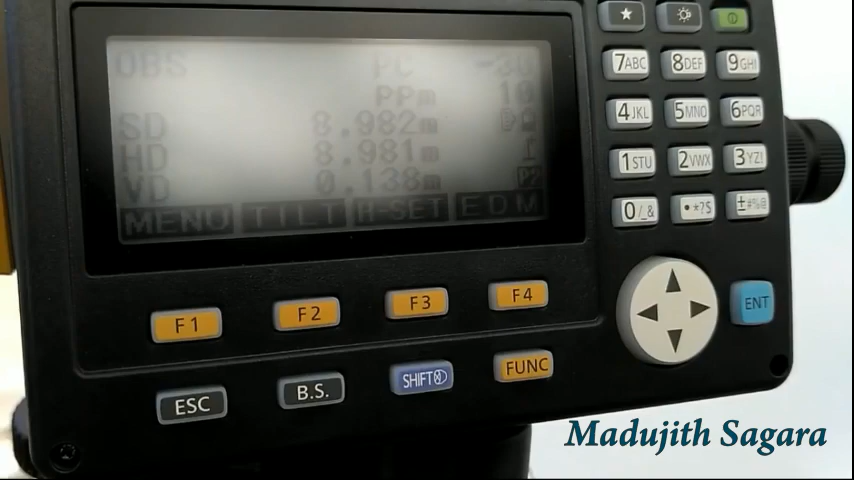 OBS PC -30
PPm 10
SD 8.982m
HD 8.981m
VD 0.138m
MENU TILT H-SET EDM
F1 F2 F3 F4
ESC B.S. SHIFT FUNC
7ABC 8DEF 9GHI
4JKL 5MNO 6PQR
1STU 2VWX 3YZ
0/_& .*?$ ±#%@
ENT
Madujith Sagara